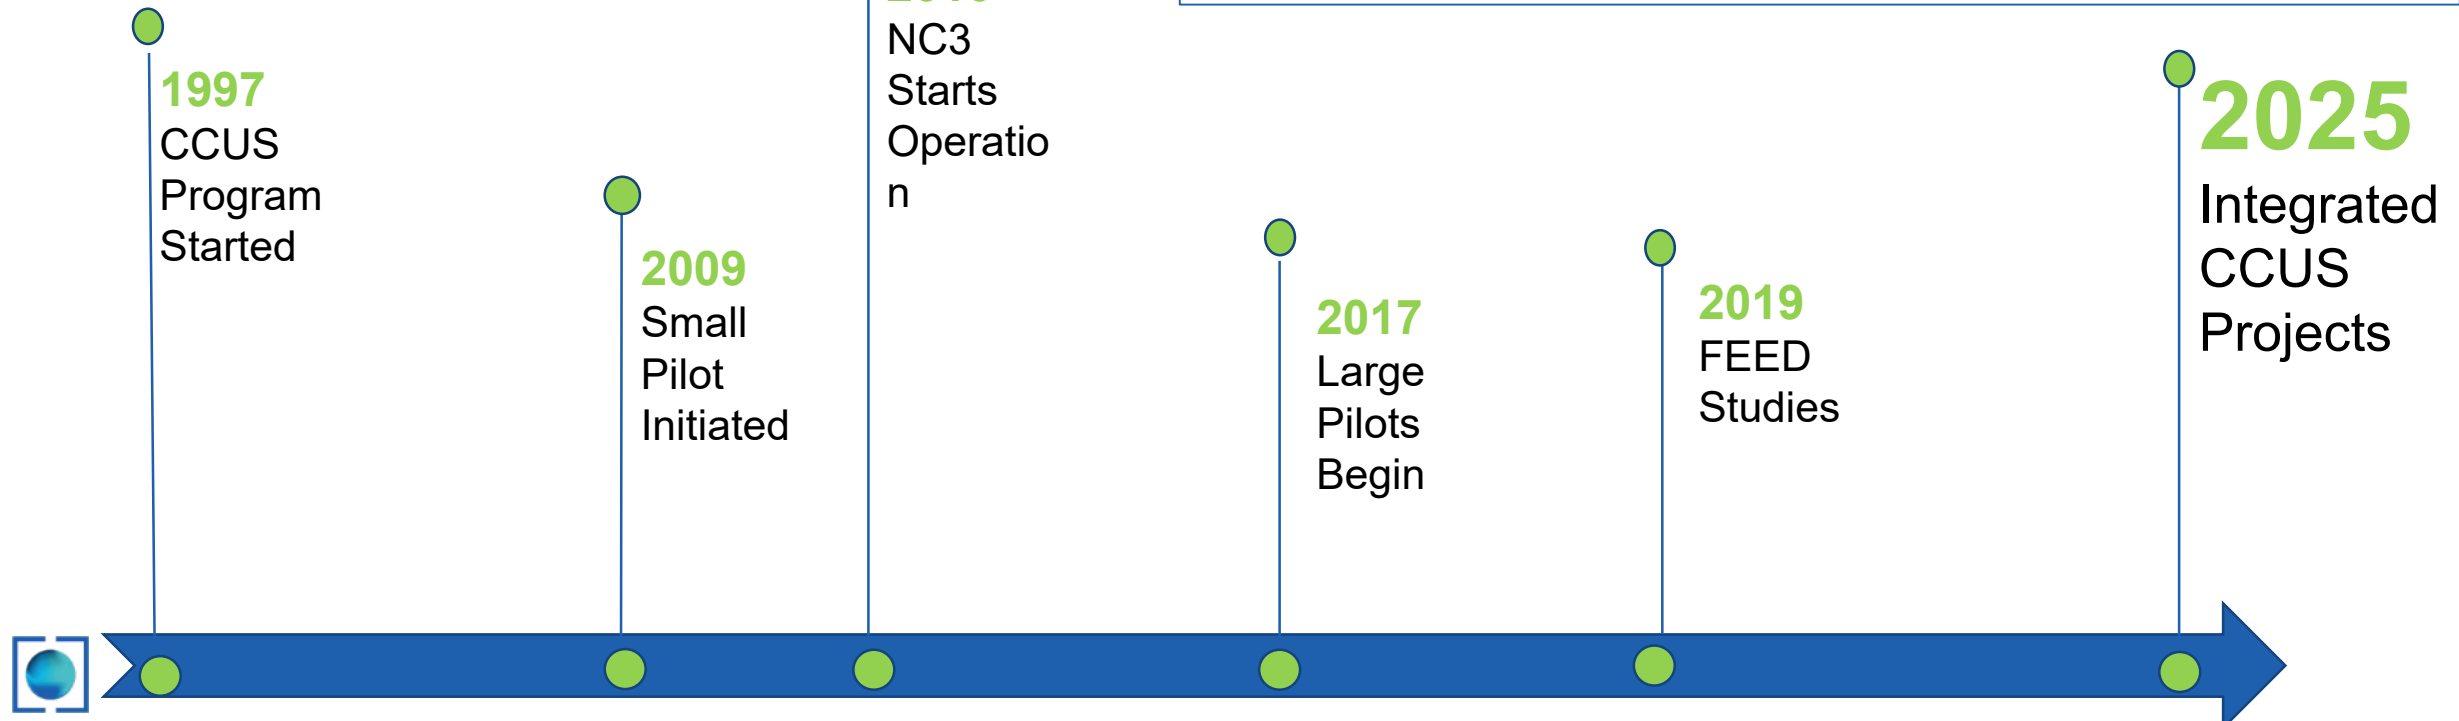 1997
CCUS
Program
Started
2009
Small
Pilot
Initiated
NC3
Starts
Operatio
n
2017
Large
Pilots
Begin
2019
FEED
Studies
2025
Integrated
CCUS
Projects